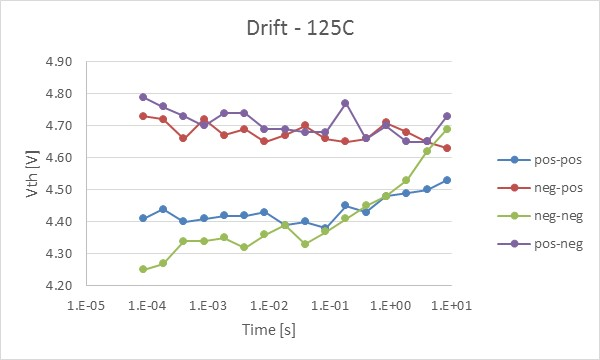 Drift - 125C
4.90
4.80
4.70
4.60
4.50
4.40
4.30
4.20
Vth [V]
1.E-05 1.E-04 1.E-03 1.E-02 1.E-01 1.E+00 1.E+01
Time [s]
pos-pos
neg-pos
neg-neg
pos-neg